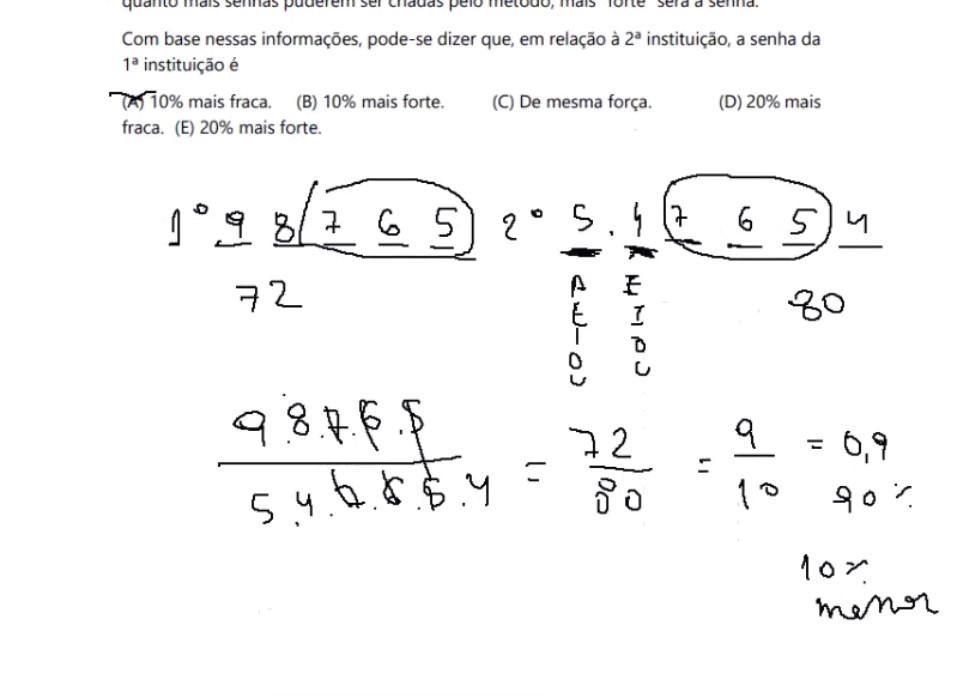 quanto mais senhas puderem ser criadas pelo método, mais "forte" será a senha.
Com base nessas informações, pode-se dizer que, em relação à 2ª instituição, a senha da
1ª instituição é
(A) 10% mais fraca. (B) 10% mais forte. (C) De mesma força. (D) 20% mais
fraca. (E) 20% mais forte.
1° 9 8 7 6 5 2° 5 . 4 7 6 5 4
72 80
A E
E I
I O
O U
U
9.8.7.6.5
5.4.7.6.5.4
= 72/80 = 9/10 = 0,9
90%
10%
menor